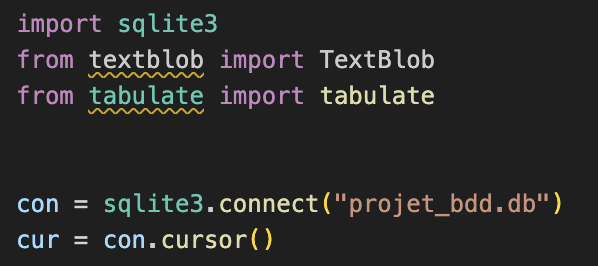 import sqlite3
from textblob import TextBlob
from tabulate import tabulate
con = sqlite3.connect("projet_bdd.db")
cur = con.cursor()